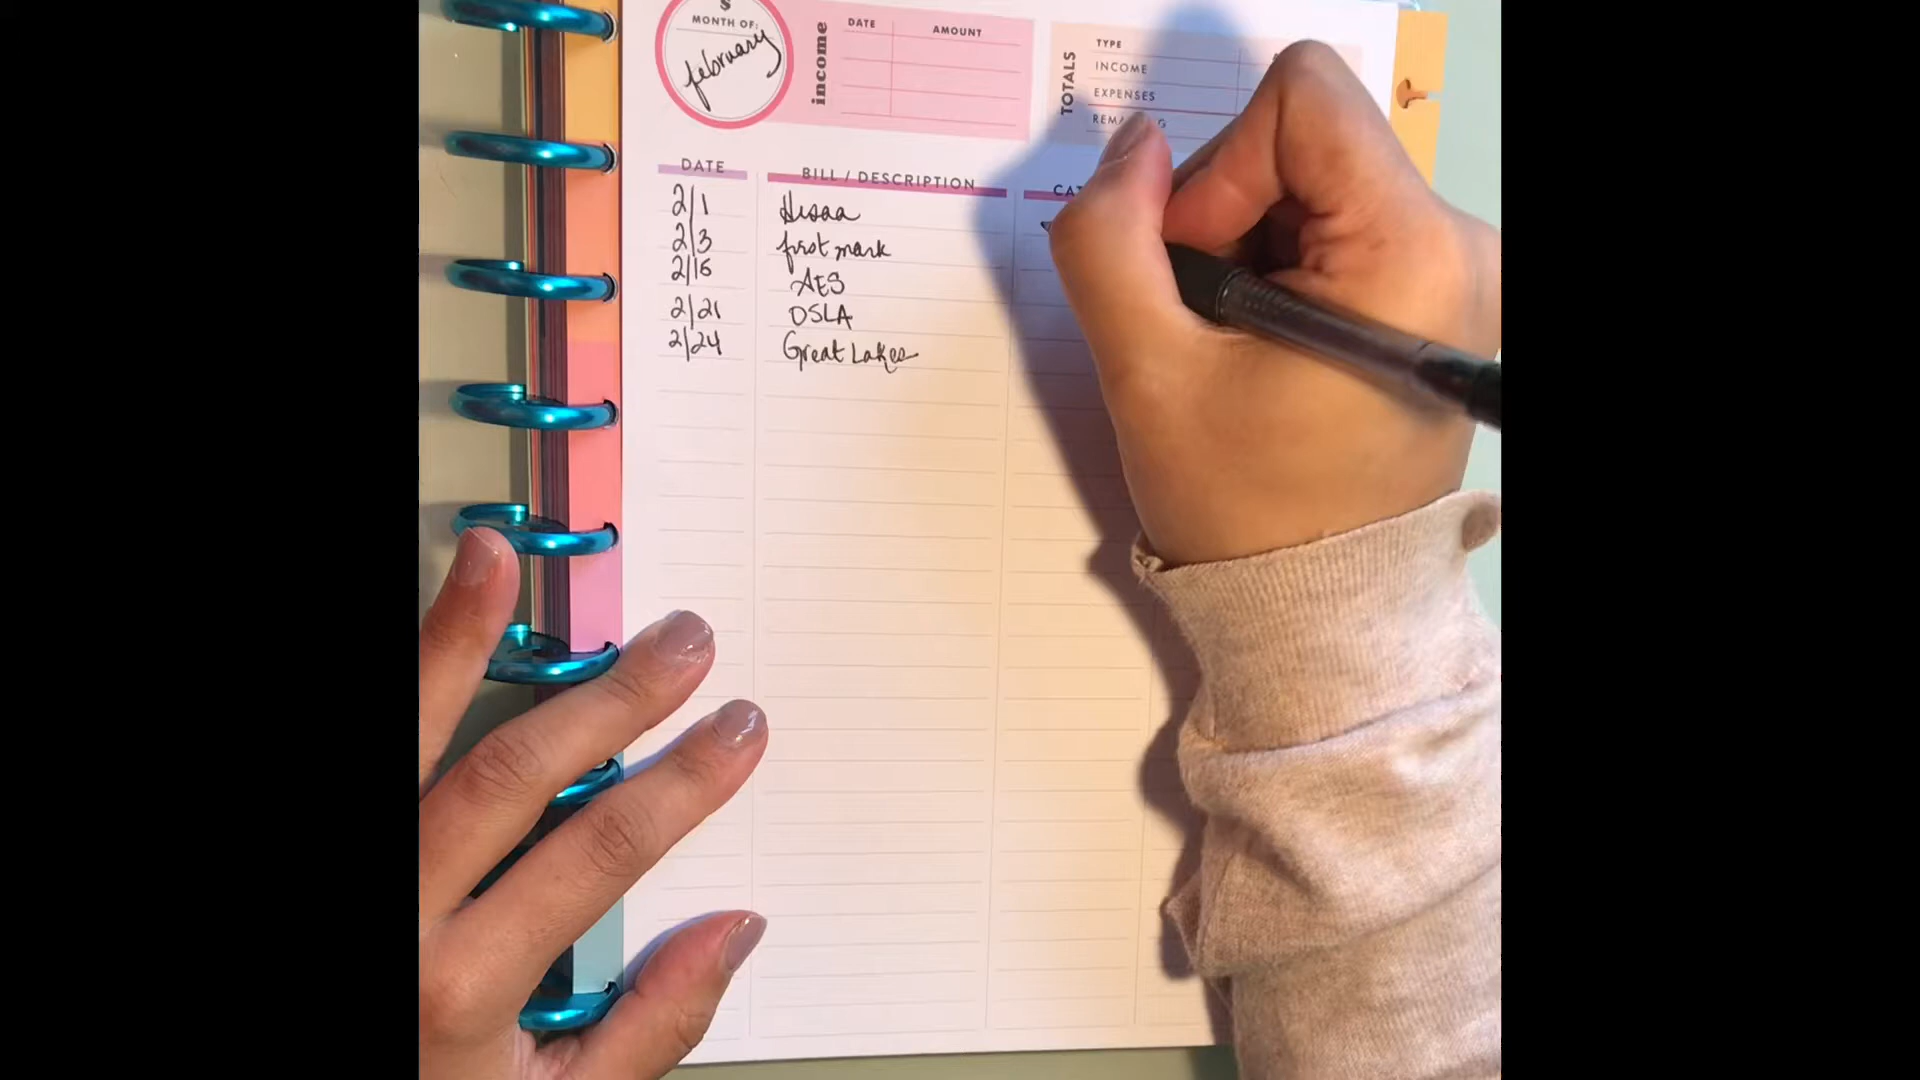 $
MONTH OF:
february
income
DATE AMOUNT
TOTALS
TYPE
INCOME
EXPENSES
DATE BILL / DESCRIPTION
2/1 Hesaa
2/3 first mark
2/16 AES
2/21 OSLA
2/24 Great Lakes